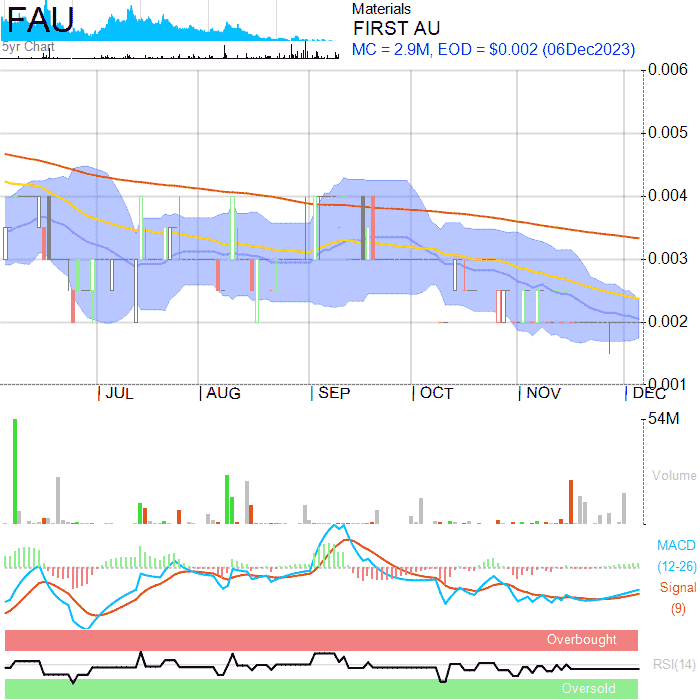 FAU
5yr Chart
Materials
FIRST AU
MC = 2.9M, EOD = $0.002 (06Dec2023)
0.006
0.005
0.004
0.003
0.002
0.001
JUL AUG SEP OCT NOV DEC
54M
Volume
MACD
(12-26)
Signal
(9)
Overbought
RSI(14)
Oversold